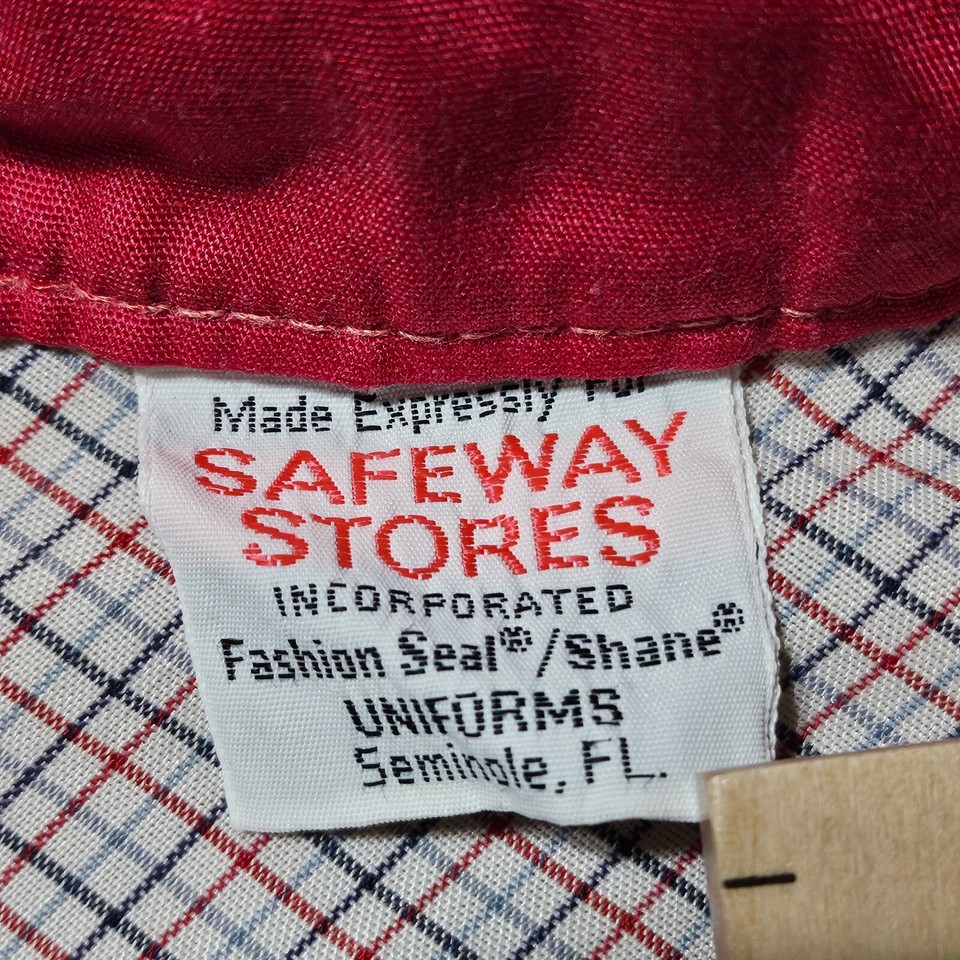 Made Expressly For
SAFEWAY
STORES
INCORPORATED
Fashion Seal®/Shane®
UNIFORMS
Seminole, FL.